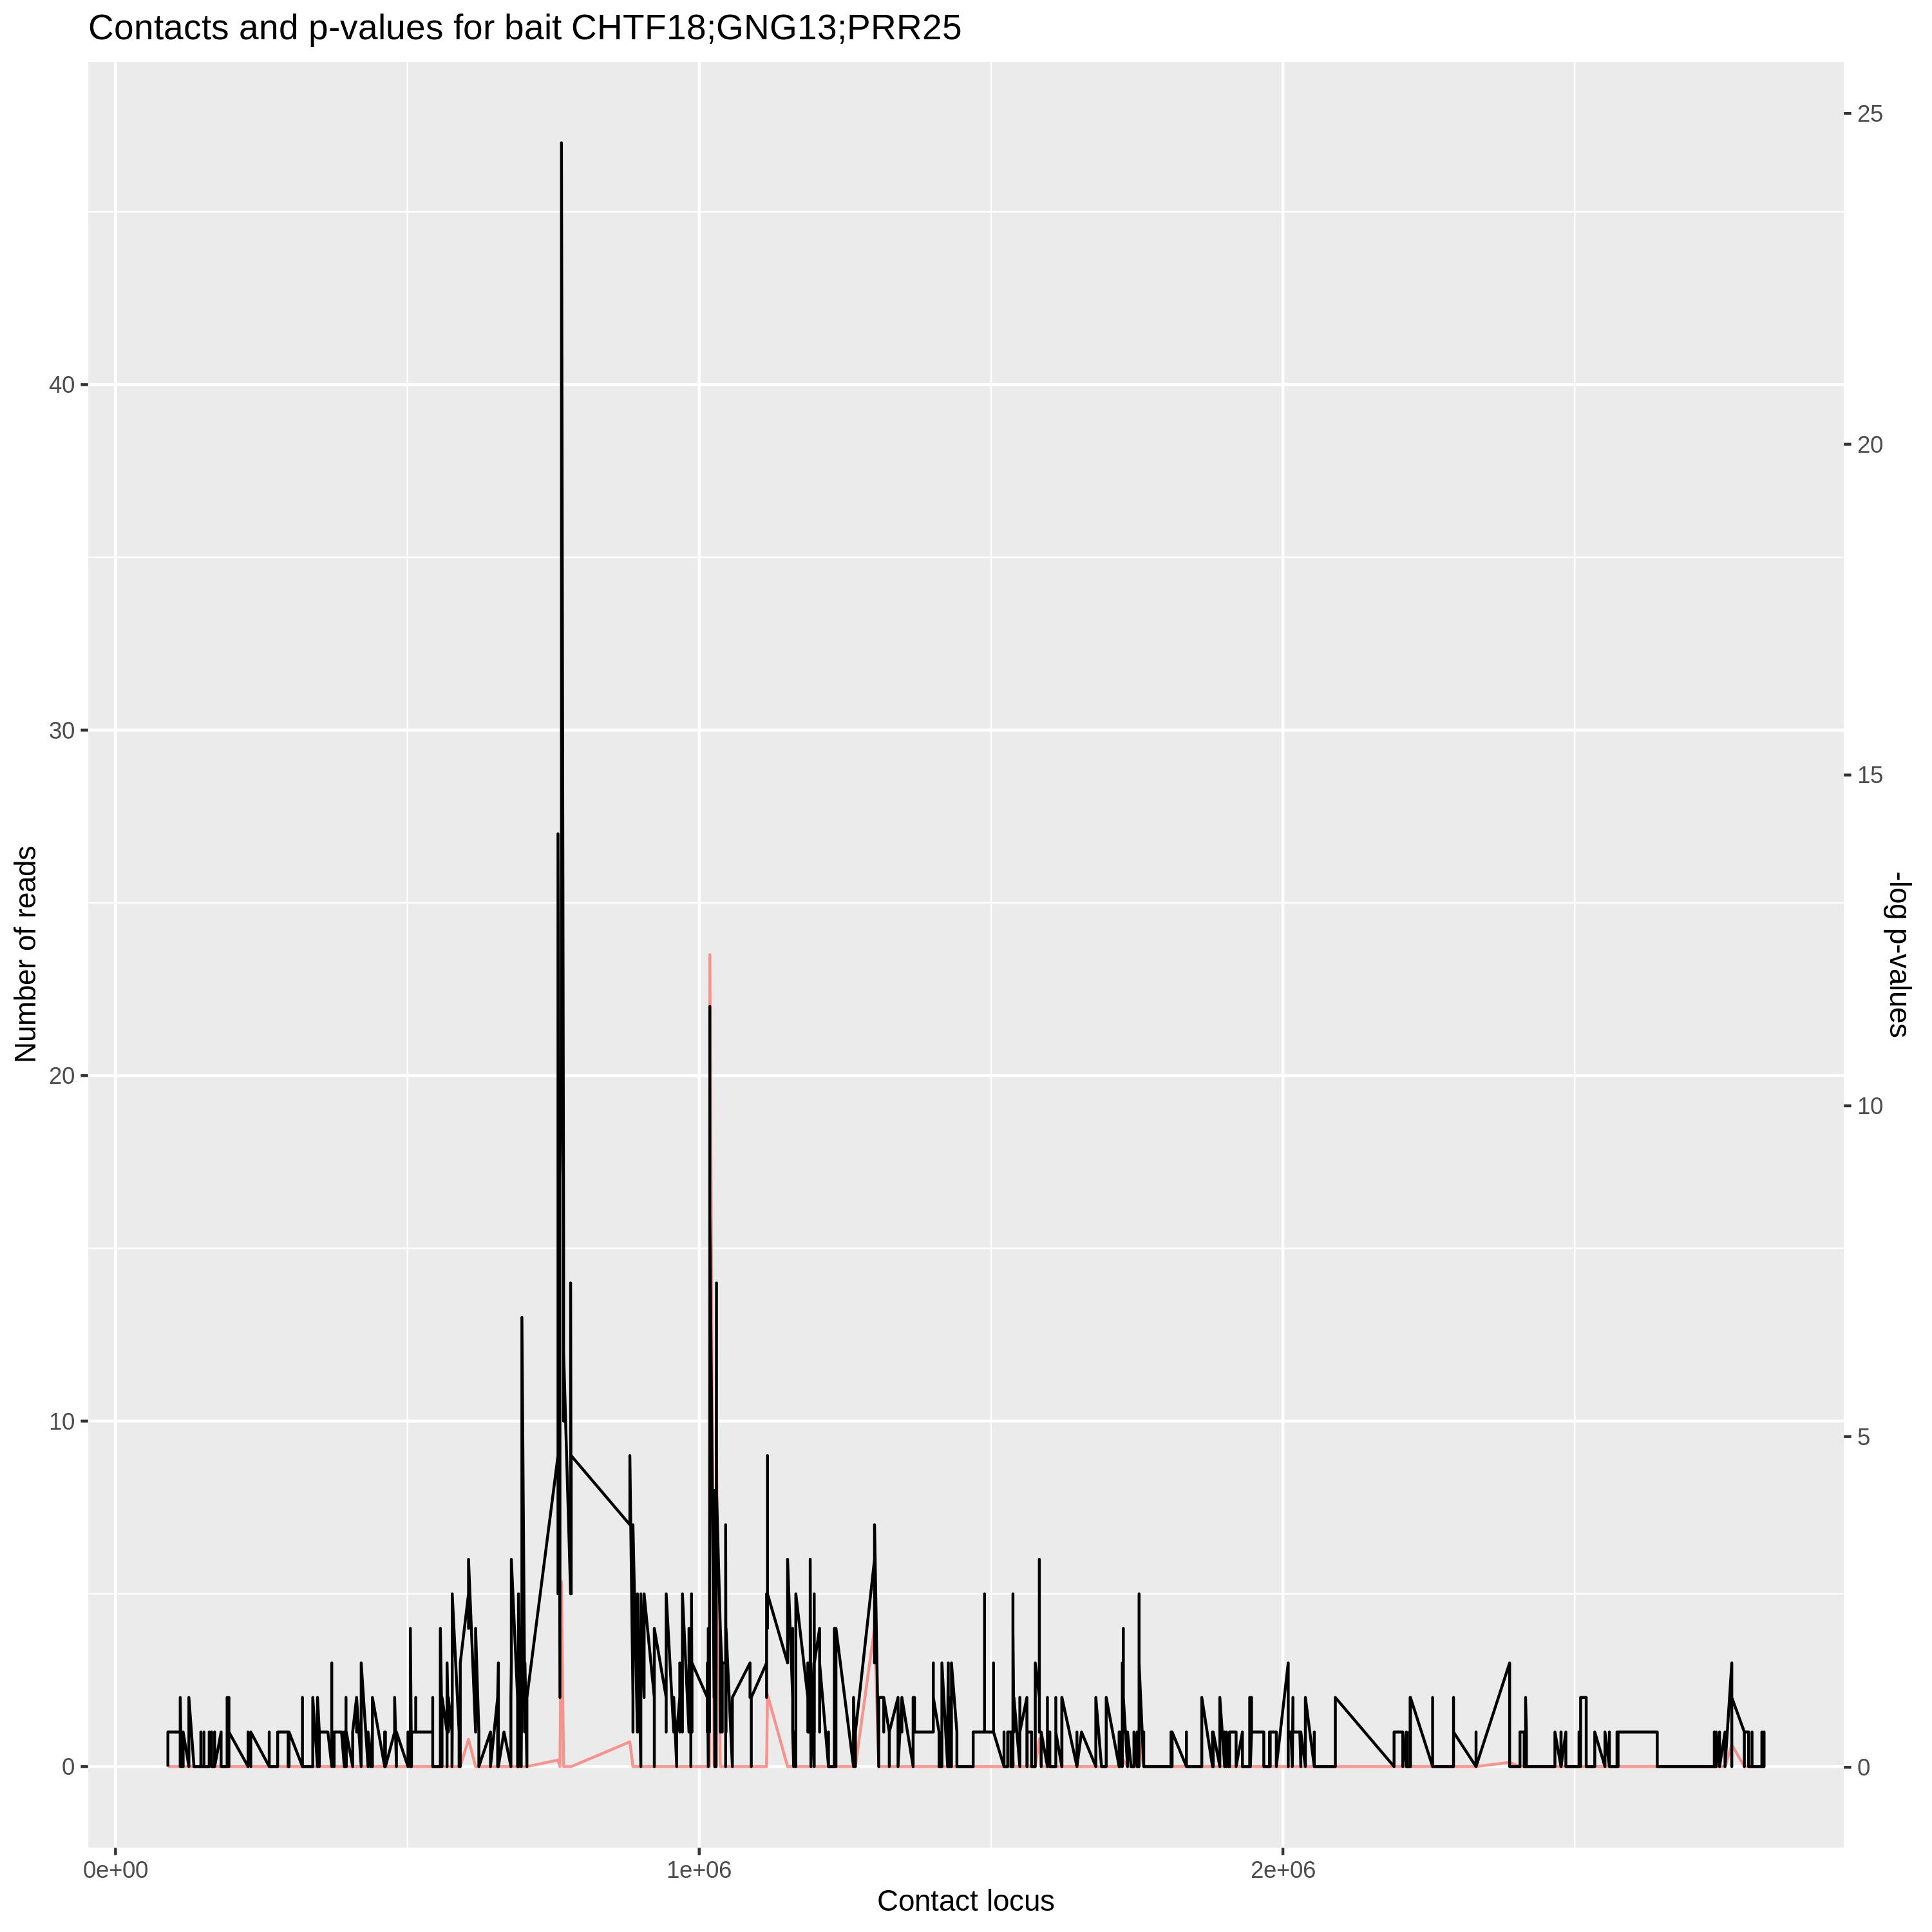 Contacts and p-values for bait CHTF18;GNG13;PRR25
Number of reads
40
30
20
10
0
25
20
15
10
5
0
-log p-values
0e+00
1e+06
2e+06
Contact locus